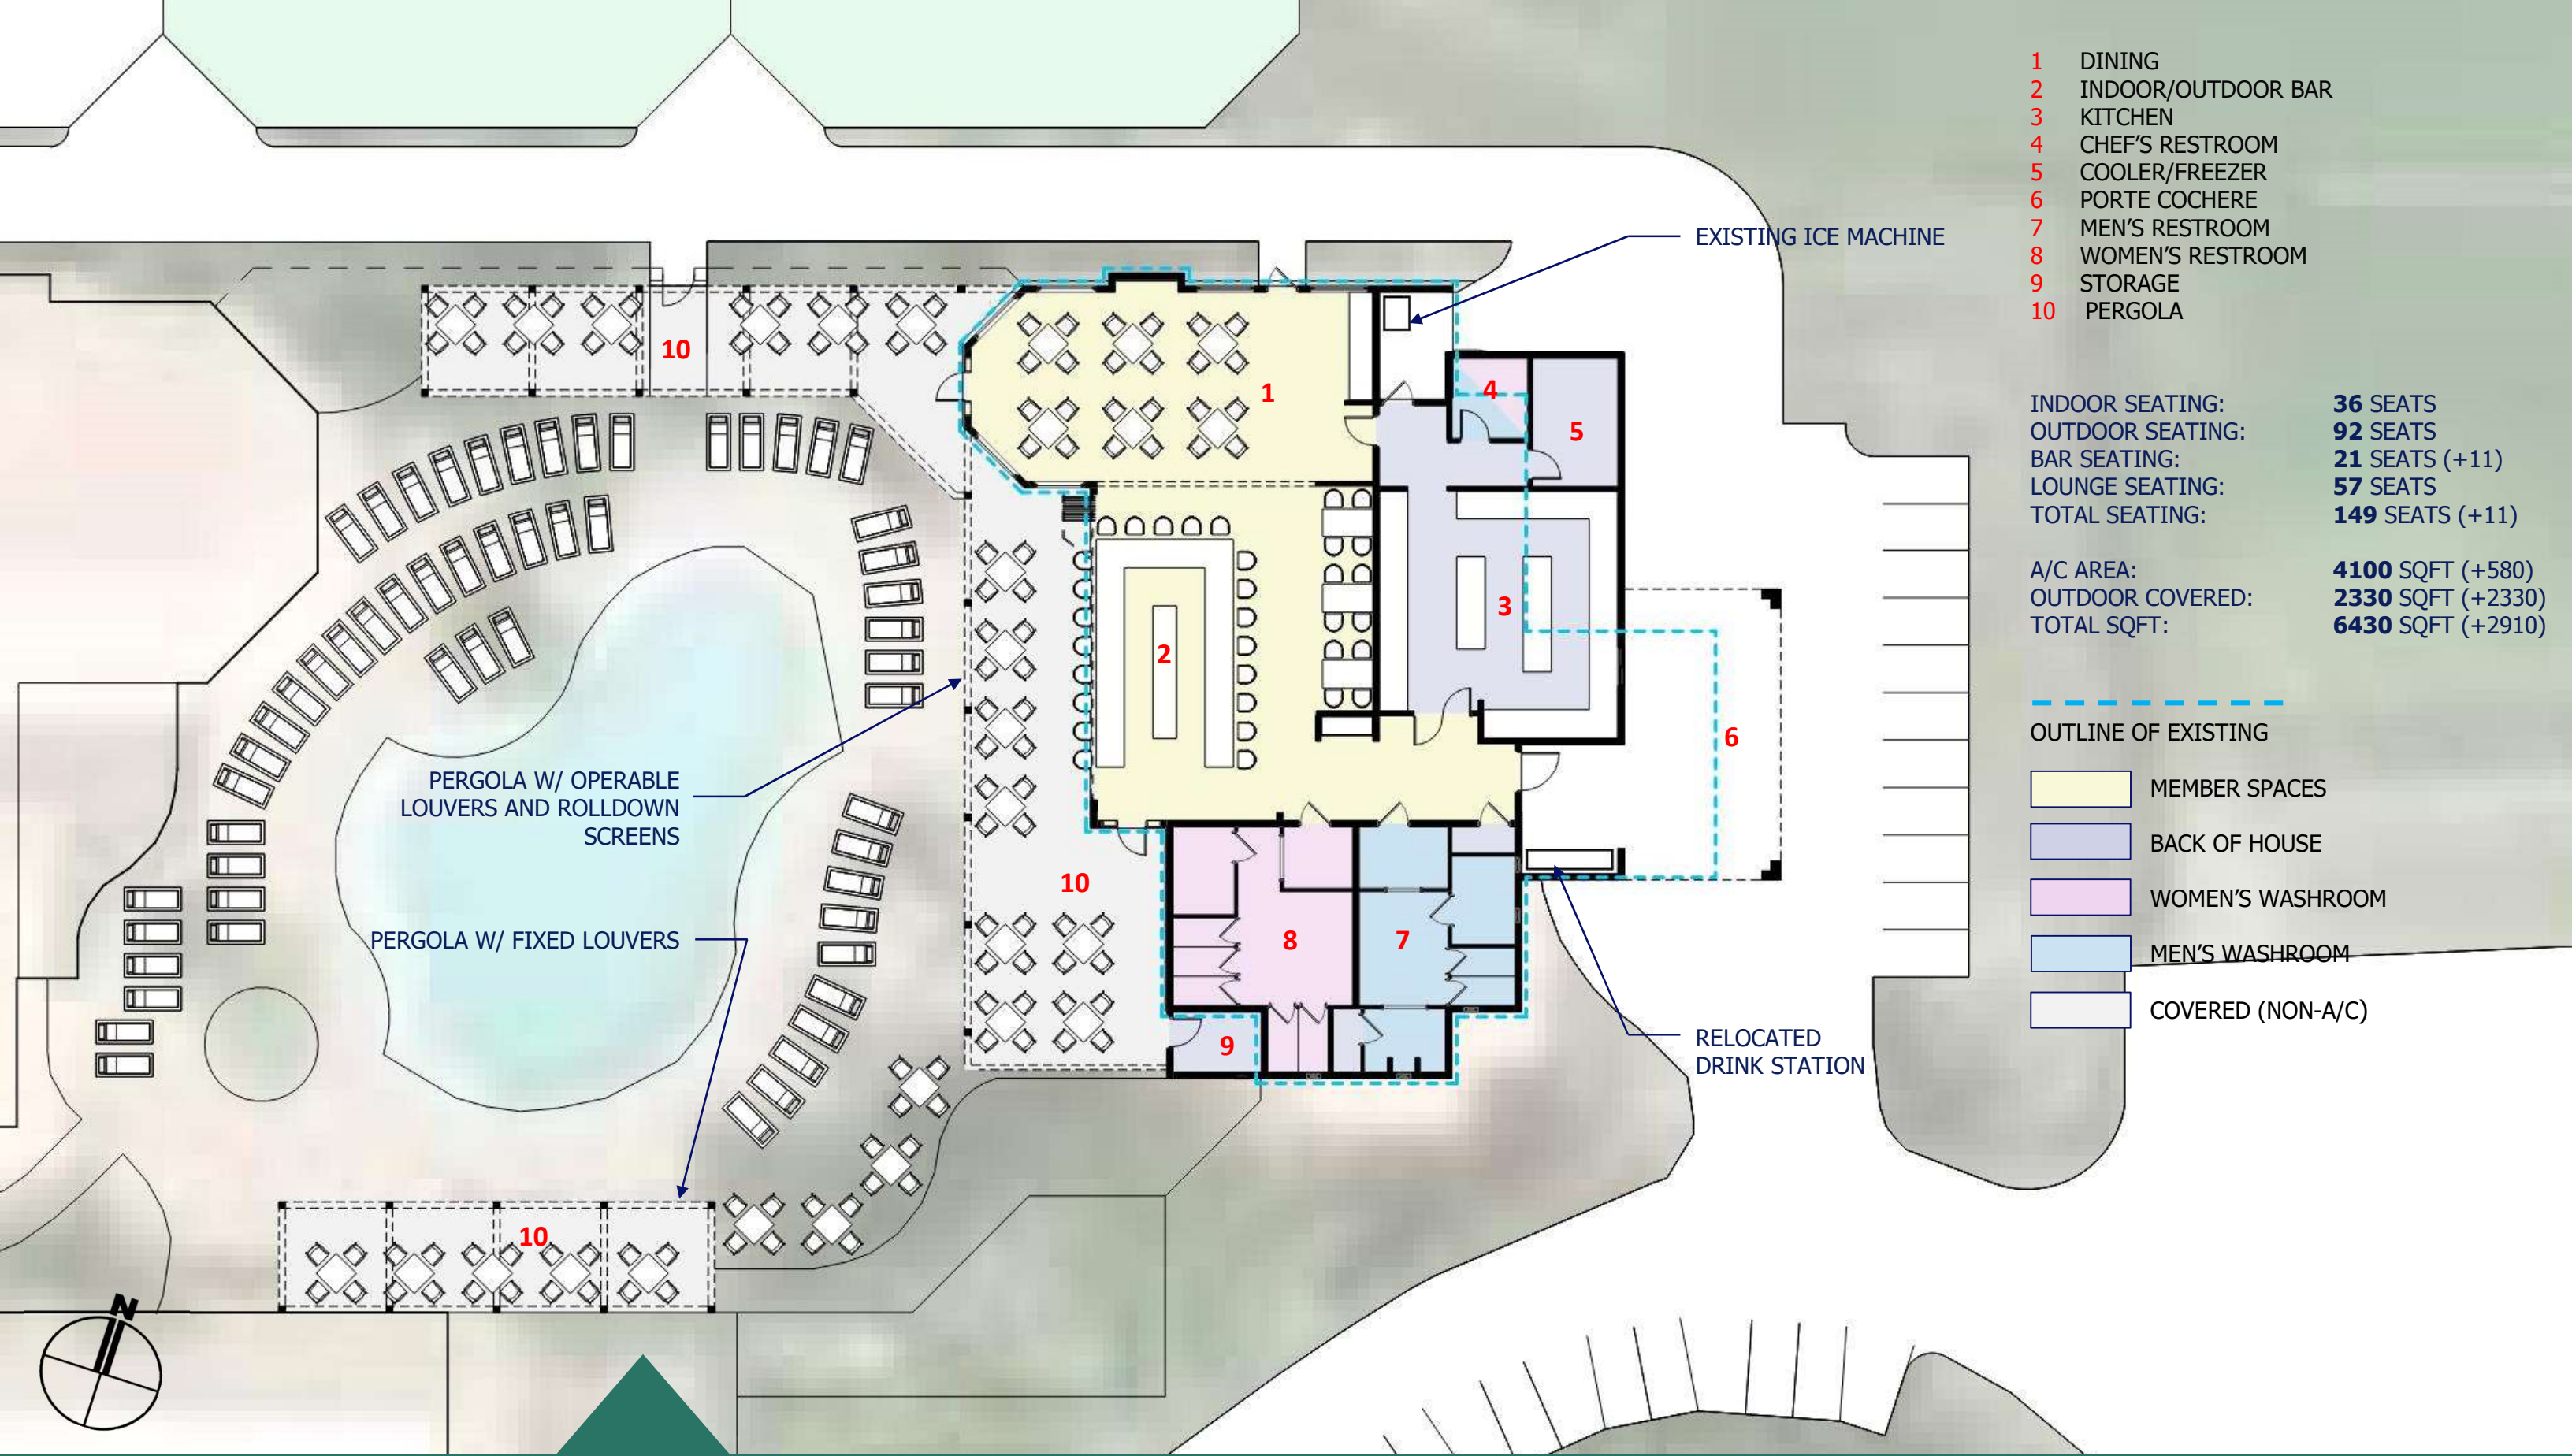 1 DINING
2 INDOOR/OUTDOOR BAR
3 KITCHEN
4 CHEF'S RESTROOM
5 COOLER/FREEZER
6 PORTE COCHERE
7 MEN'S RESTROOM
8 WOMEN'S RESTROOM
9 STORAGE
10 PERGOLA
INDOOR SEATING: 36 SEATS
OUTDOOR SEATING: 92 SEATS
BAR SEATING: 21 SEATS (+11)
LOUNGE SEATING: 57 SEATS
TOTAL SEATING: 149 SEATS (+11)
A/C AREA: 4100 SQFT (+580)
OUTDOOR COVERED: 2330 SQFT (+2330)
TOTAL SQFT: 6430 SQFT (+2910)
OUTLINE OF EXISTING
MEMBER SPACES
BACK OF HOUSE
WOMEN'S WASHROOM
MEN'S WASHROOM
COVERED (NON-A/C)
EXISTING ICE MACHINE
10
1
4
5
3
2
6
PERGOLA W/ OPERABLE
LOUVERS AND ROLLDOWN
SCREENS
10
PERGOLA W/ FIXED LOUVERS
8
7
9
RELOCATED
DRINK STATION
10
N